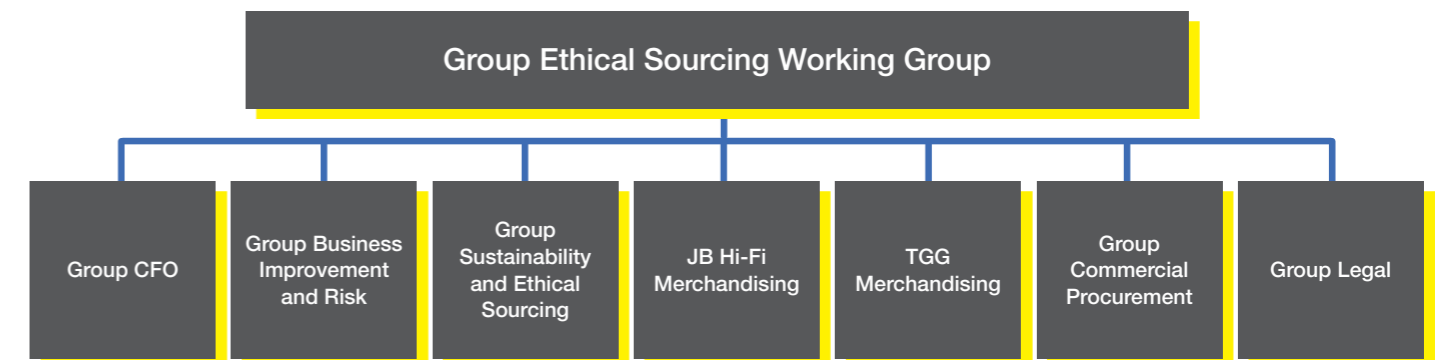 Group Ethical Sourcing Working Group
Group CFO
Group Business
Improvement
and Risk
Group
Sustainability
and Ethical
Sourcing
JB Hi-Fi
Merchandising
TGG
Merchandising
Group
Commercial
Procurement
Group Legal